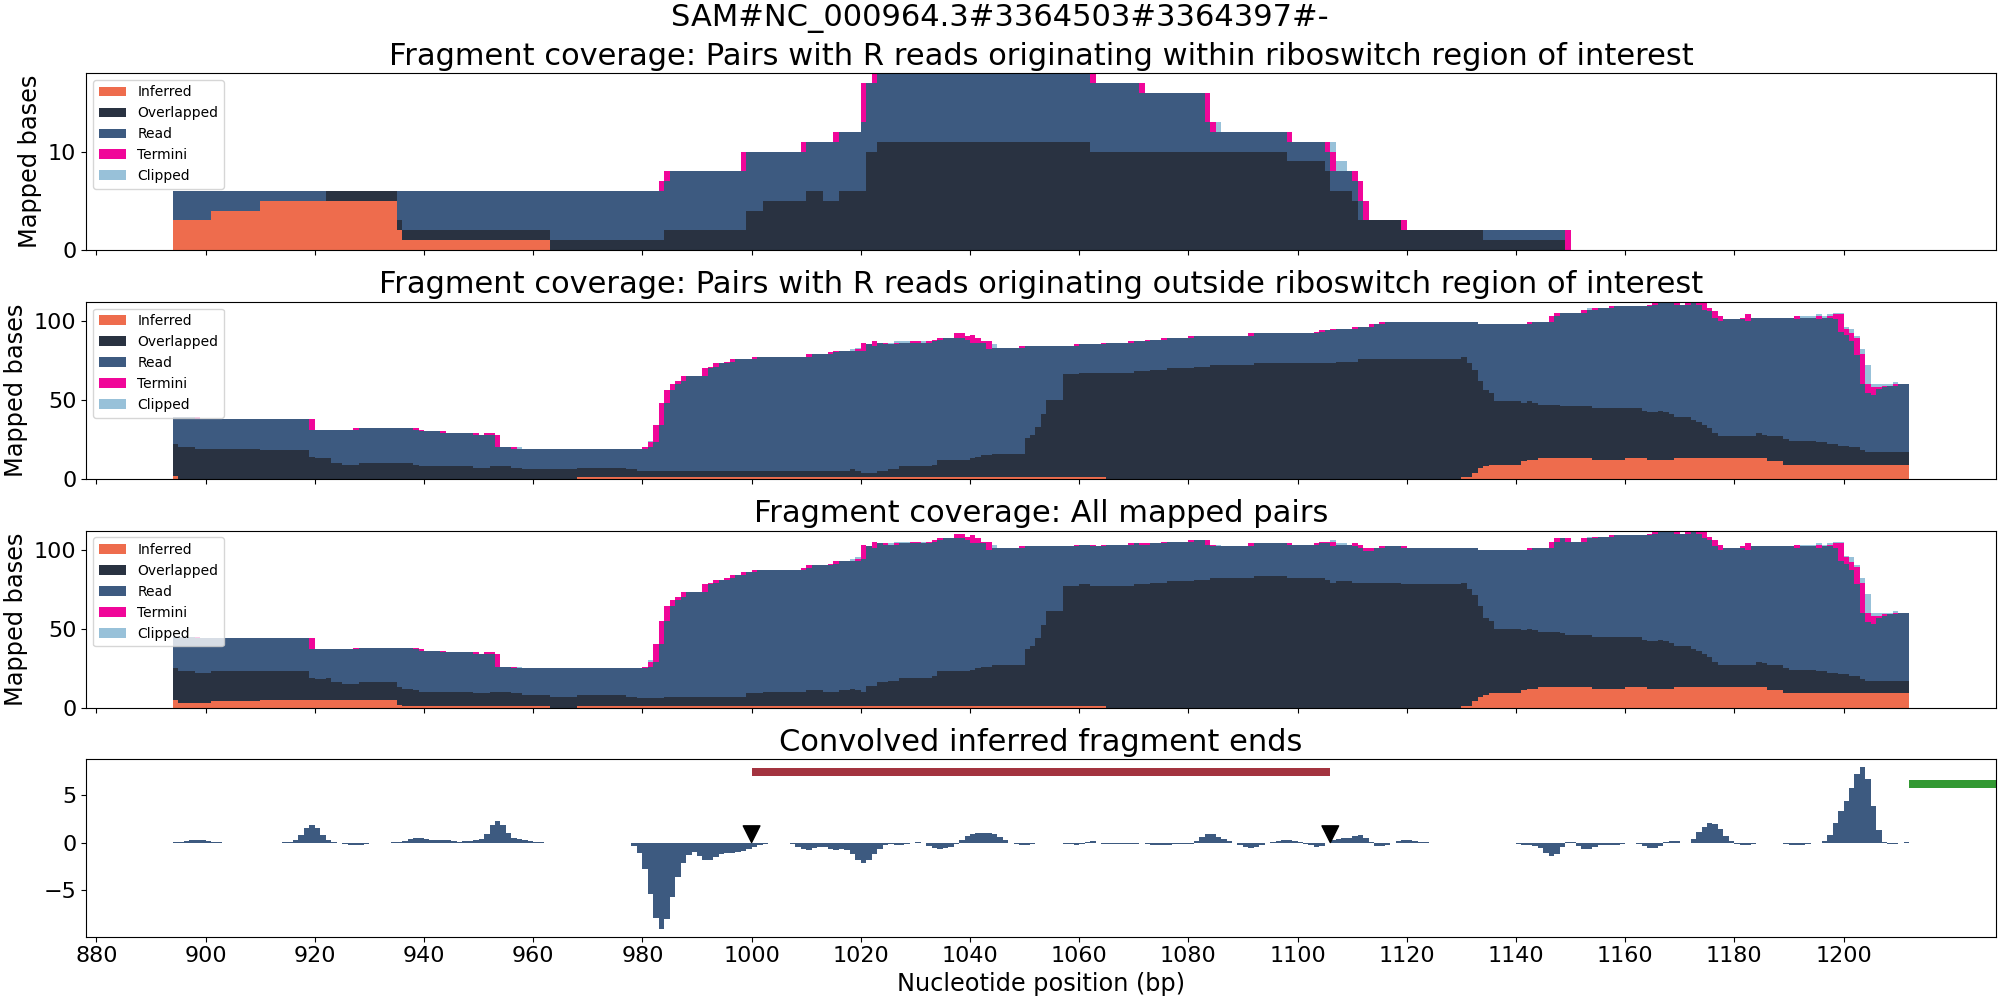 SAM#NC_000964.3#3364503#3364397#-
Fragment coverage: Pairs with R reads originating within riboswitch region of interest
Mapped bases
10
0
Inferred
Overlapped
Read
Termini
Clipped
Fragment coverage: Pairs with R reads originating outside riboswitch region of interest
Mapped bases
100
50
0
Inferred
Overlapped
Read
Termini
Clipped
Fragment coverage: All mapped pairs
Mapped bases
100
50
0
Inferred
Overlapped
Read
Termini
Clipped
Convolved inferred fragment ends
5
0
−5
880 900 920 940 960 980 1000 1020 1040 1060 1080 1100 1120 1140 1160 1180 1200
Nucleotide position (bp)